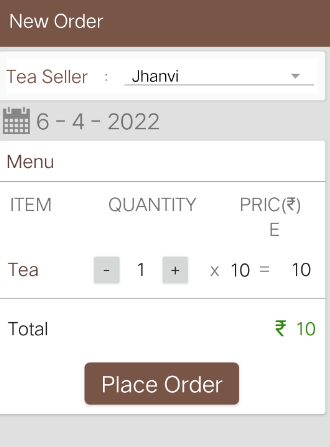 New Order
Tea Seller : Jhanvi
6 - 4 - 2022
Menu
ITEM QUANTITY PRIC(₹)
E
Tea - 1 + x 10 = 10
Total ₹ 10
Place Order